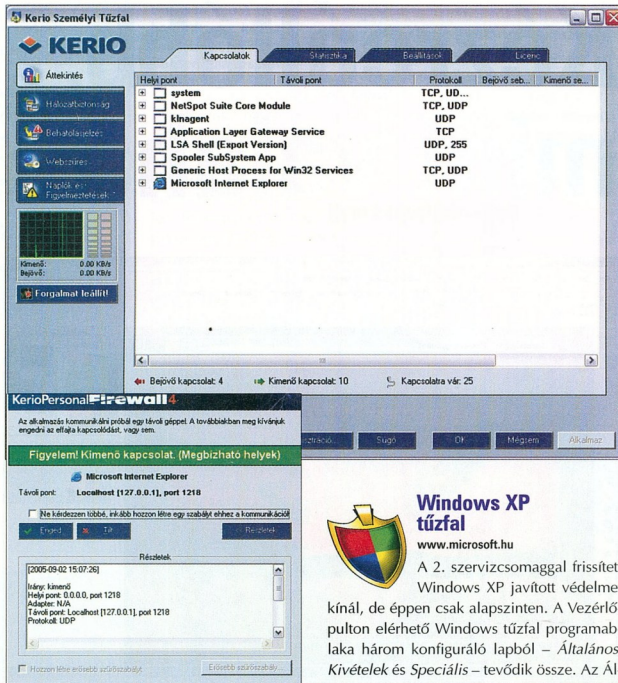 Kerio Személyi Tűzfal
KERIO
Kapcsolatok Statisztika Beállítások Licenc
Áttekintés
Hálózatbiztonság
Behatolásjelzés
Webszűrés
Naplók és
Figyelmeztetések
Kimenő: 0.00 KB/s
Bejövő: 0.00 KB/s
Forgalmat leállít!
Helyi pont Távoli pont Protokoll Bejövő seb... Kimenő se...
system TCP, UD...
NetSpot Suite Core Module TCP, UDP
klnagent UDP
Application Layer Gateway Service TCP
LSA Shell (Export Version) UDP, 255
Spooler SubSystem App UDP
Generic Host Process for Win32 Services TCP, UDP
Microsoft Internet Explorer UDP
Bejövő kapcsolat: 4 Kimenő kapcsolat: 10 Kapcsolatra vár: 25
Súgó OK Mégsem Alkalmaz
KerioPersonal Firewall 4
Az alkalmazás kommunikálni próbál egy távoli géppel. A továbbiakban meg kívánjuk
engedni az effajta kapcsolódást, vagy sem.
Figyelem! Kimenő kapcsolat. (Megbízható helyek)
Microsoft Internet Explorer
Távoli pont: Localhost [127.0.0.1], port 1218
Ne kérdezzen többé, inkább hozzon létre egy szabályt ehhez a kommunikáció
Enged Tilt Részletek
Részletek
[2005-09-02 15:07:26]
Irány: kimenő
Helyi pont: 0.0.0.0, port 1218
Adapter: N/A
Távoli pont: Localhost [127.0.0.1], port 1218
Protokoll: UDP
Hozzon létre erősebb szűrőszabályt Erősebb szűrőszabály...
Windows XP
tűzfal
www.microsoft.hu
A 2. szervizcsomaggal frissítet
Windows XP javított védelme
kínál, de éppen csak alapszinten. A Vezérlő
pulton elérhető Windows tűzfal programab
laka három konfiguráló lapból – Általános
Kivételek és Speciális – tevődik össze. Az Ál